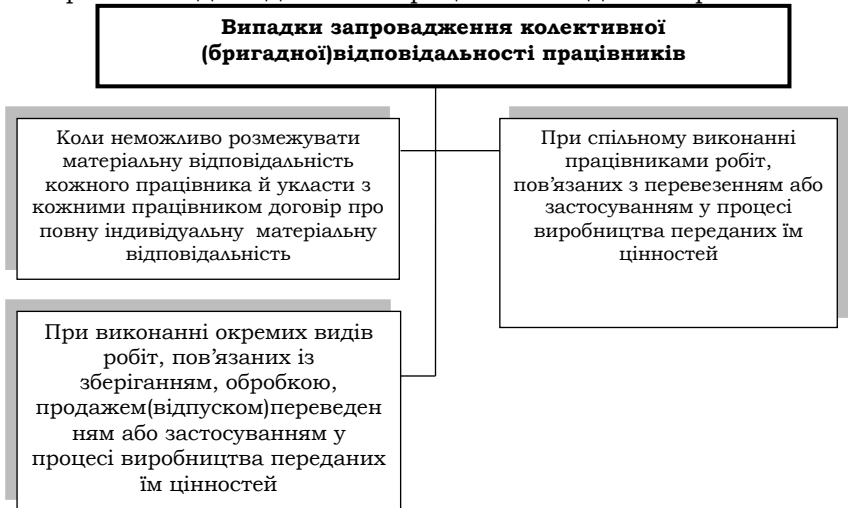 Випадки запровадження колективної
(бригадної)відповідальності працівників
Коли неможливо розмежувати
матеріальну відповідальність
кожного працівника й укласти з
кожними працівником договір про
повну індивідуальну матеріальну
відповідальність
При спільному виконанні
працівниками робіт,
пов’язаних з перевезенням або
застосуванням у процесі
виробництва переданих їм
цінностей
При виконанні окремих видів
робіт, пов’язаних із
зберіганням, обробкою,
продажем(відпуском)переведен
ням або застосуванням у
процесі виробництва переданих
їм цінностей